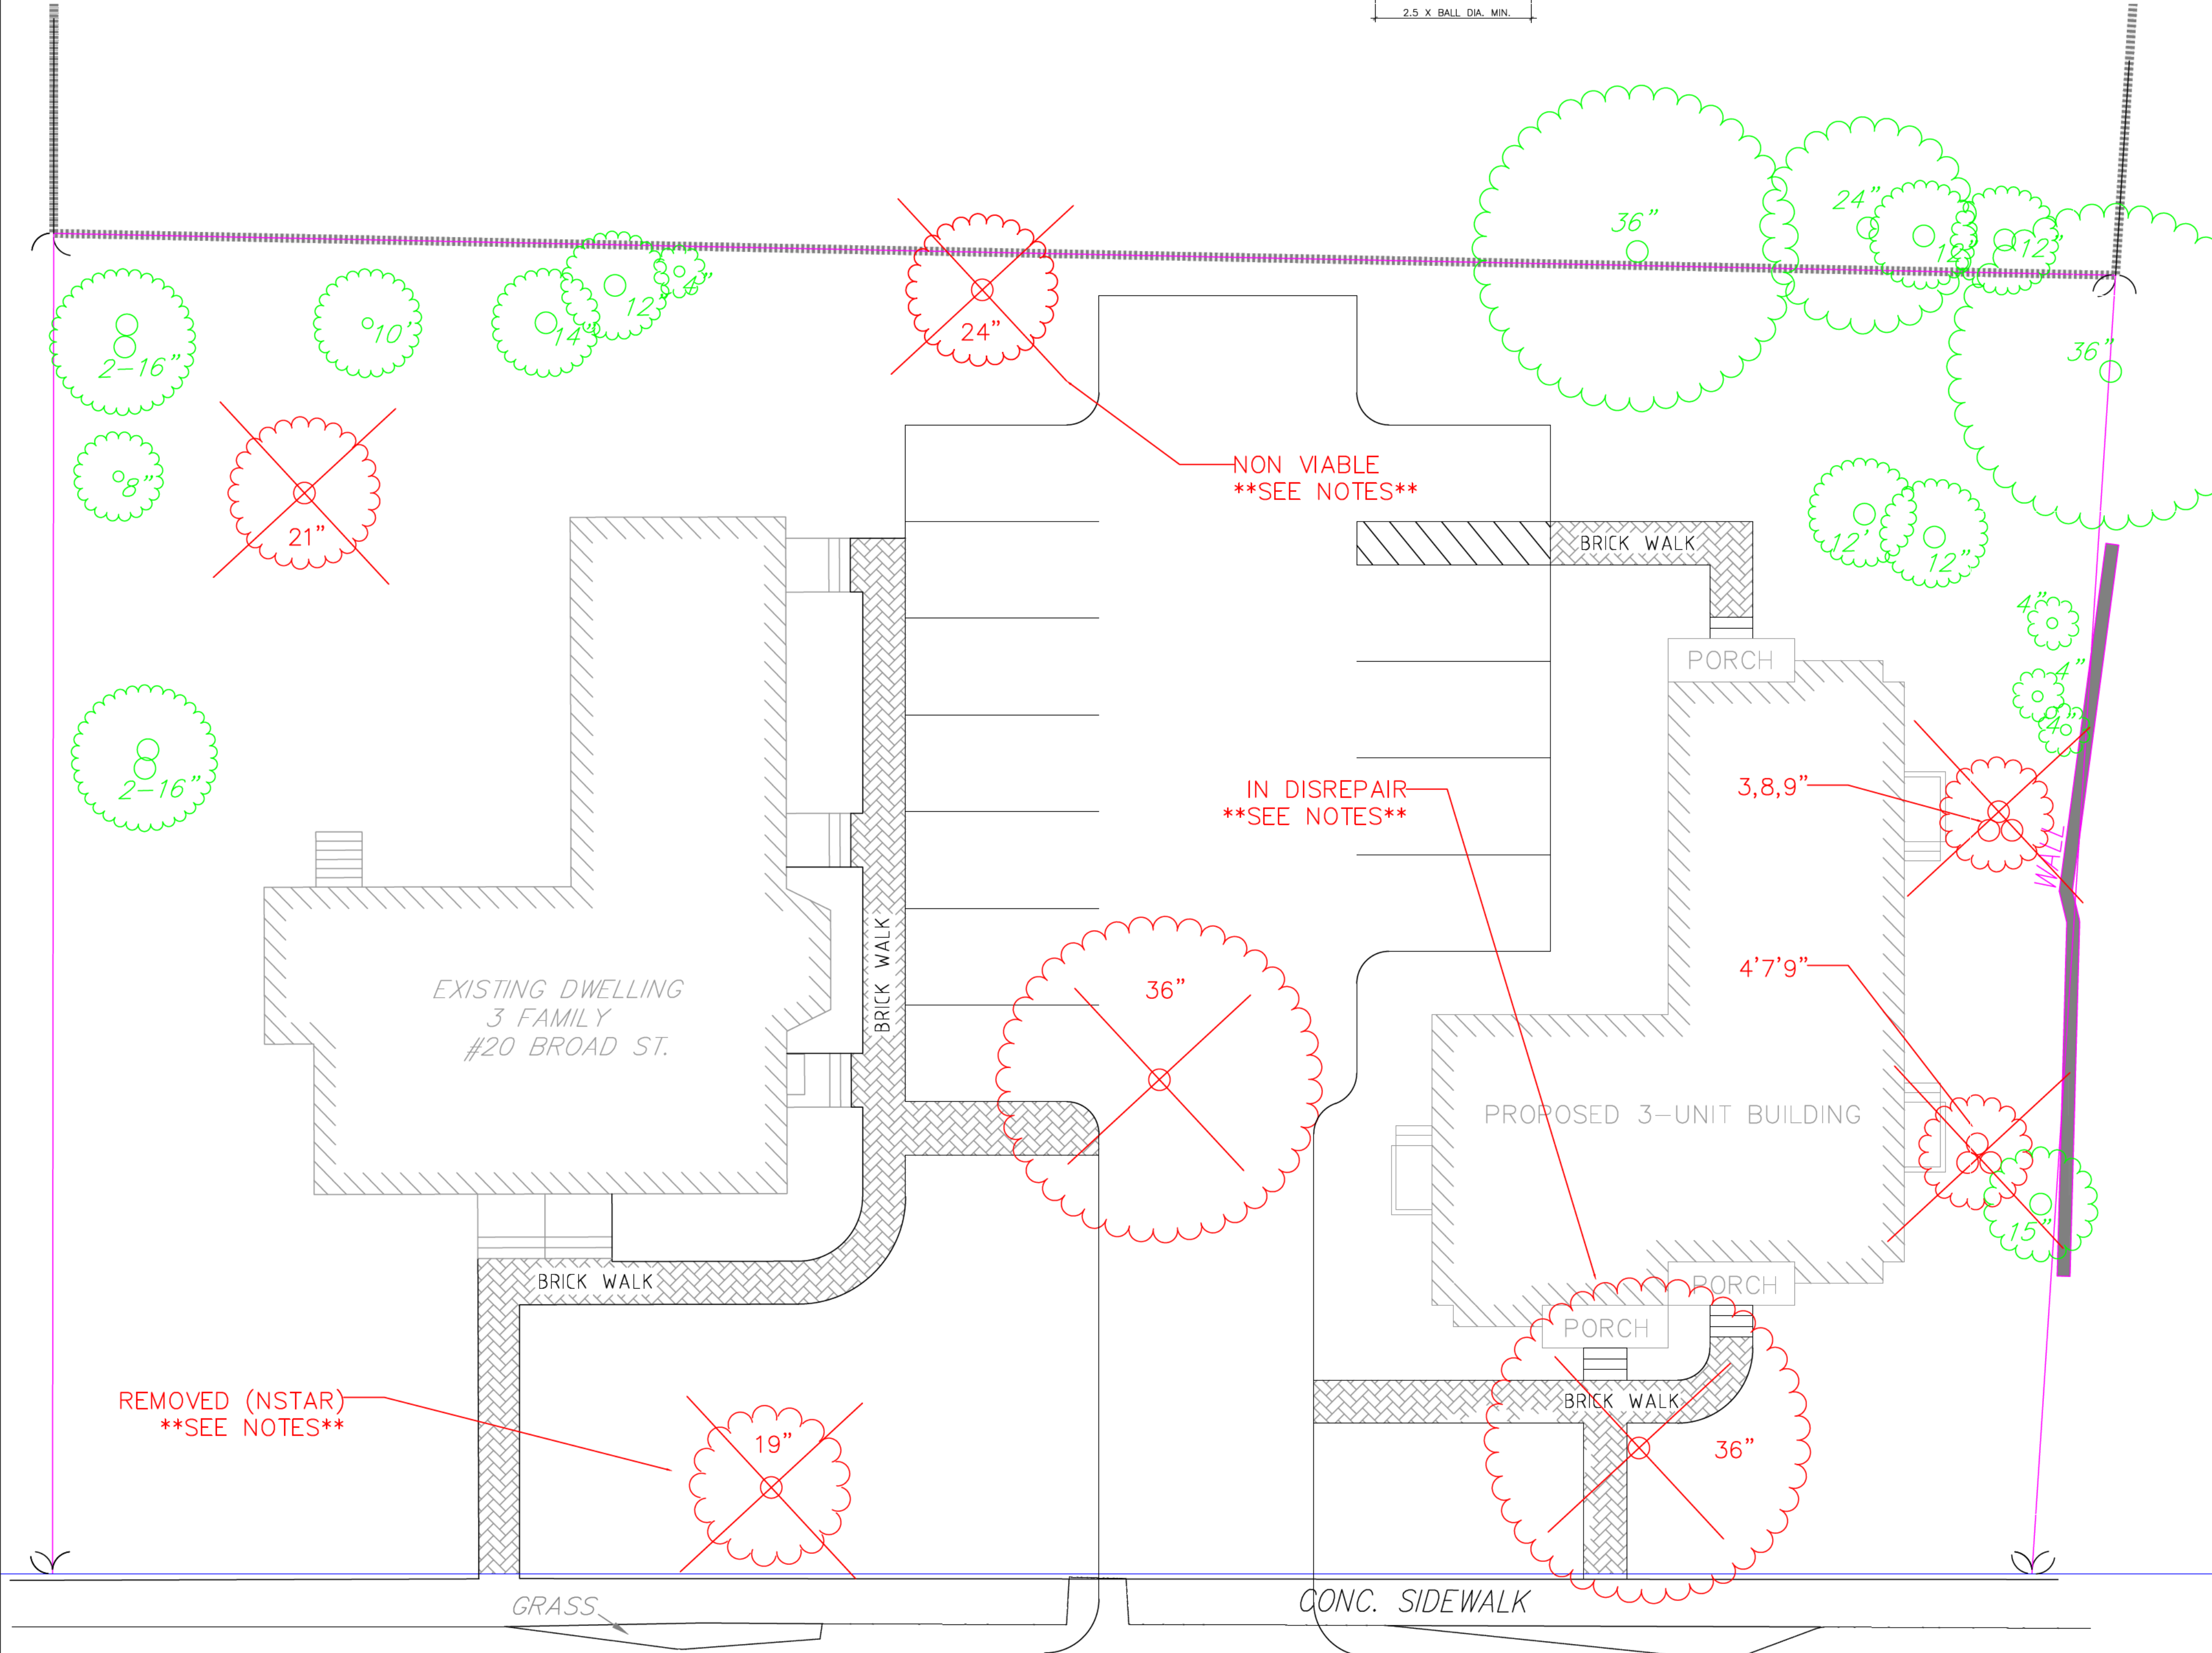 2.5 X BALL DIA. MIN.
36"
24"
12'
12"
4"
12"
14"
10'
2-16"
24"
36"
NON VIABLE
**SEE NOTES**
8"
21"
BRICK WALK
12'
12"
4"
PORCH
4"
4"
2-16"
IN DISREPAIR
**SEE NOTES**
3,8,9"
WALL
BRICK WALK
EXISTING DWELLING
3 FAMILY
#20 BROAD ST.
36"
4'7'9"
PROPOSED 3-UNIT BUILDING
15"
BRICK WALK
PORCH
PORCH
REMOVED (NSTAR)
**SEE NOTES**
19"
BRICK WALK
36"
GRASS
CONC. SIDEWALK